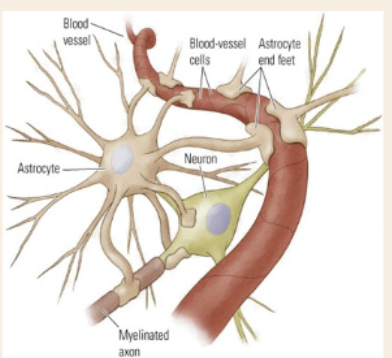 Blood
vessel
Blood-vessel
cells
Astrocyte
end feet
Astrocyte
Neuron
Myelinated
axon